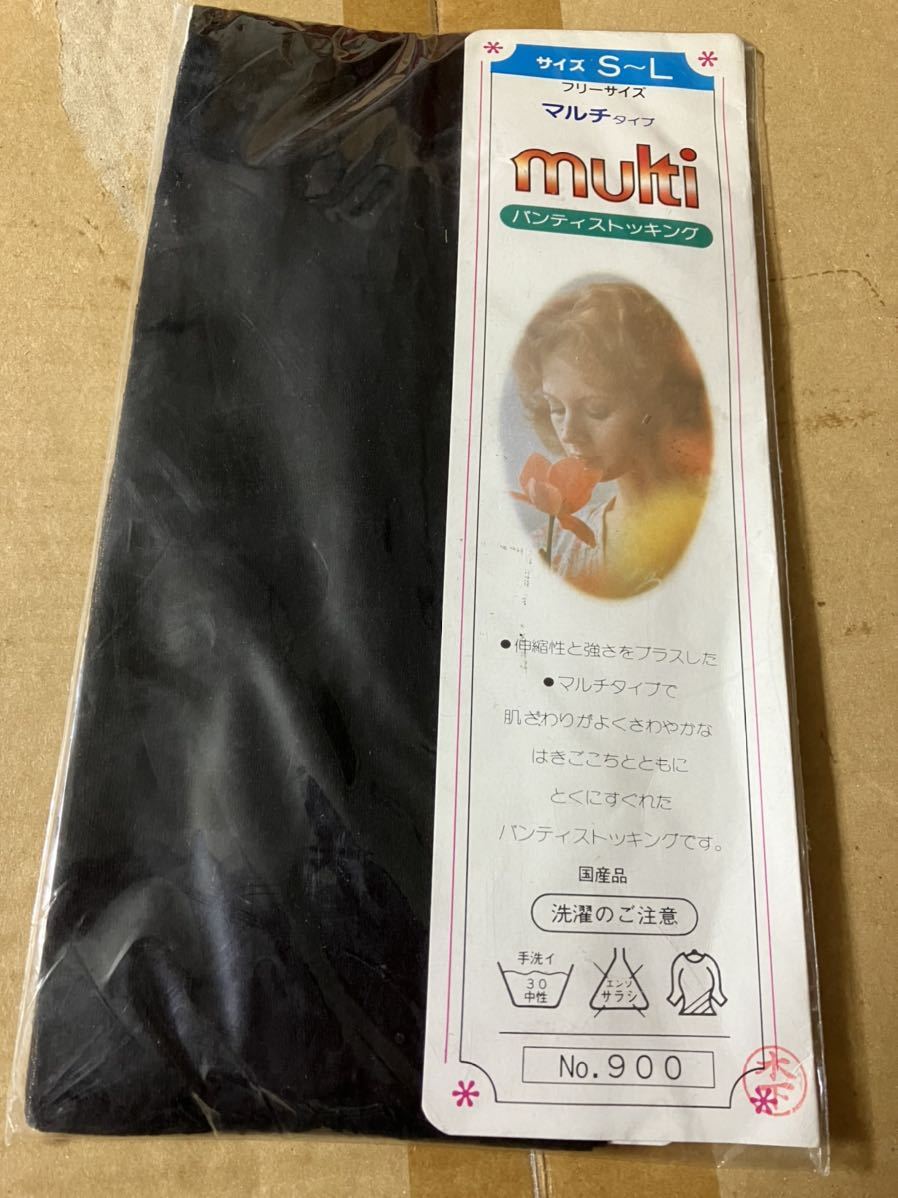 サイズ S〜L
フリーサイズ
マルチタイプ
multi
パンティストッキング
●伸縮性と強さをプラスした
●マルチタイプで
肌ざわりがよくさわやかな
はきごこちとともに
とくにすぐれた
パンティストッキングです。
国産品
洗濯のご注意
手洗イ
30
中性
エンソ
サラシ
No.900
木下